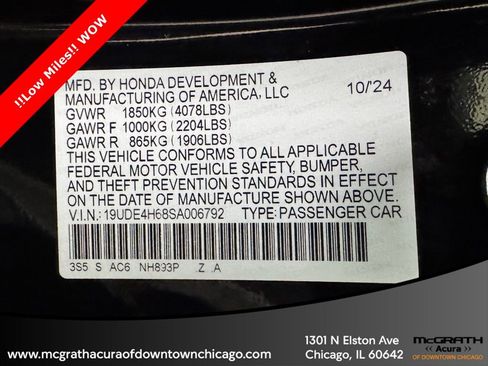 !!Low Miles!! WOW
MFD. BY HONDA DEVELOPMENT &
MANUFACTURING OF AMERICA, LLC 10/'24
GVWR 1850KG (4078LBS)
GAWR F 1000KG (2204LBS)
GAWR R 865KG (1906LBS)
THIS VEHICLE CONFORMS TO ALL APPLICABLE
FEDERAL MOTOR VEHICLE SAFETY, BUMPER,
AND THEFT PREVENTION STANDARDS IN EFFECT
ON THE DATE OF MANUFACTURE SHOWN ABOVE.
V.I.N.: 19UDE4H68SA006792 TYPE: PASSENGER CAR
3S5 S AC6 NH893P .Z .A
www.mcgrathacuraofdowntownchicago.com
1301 N Elston Ave
Chicago, IL 60642
McGRATH
Acura
OF DOWNTOWN CHICAGO